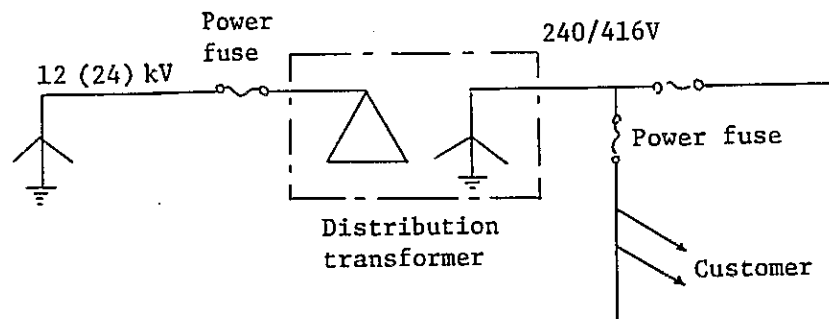 Power
fuse
240/416V
12 (24) kV
Power fuse
Distribution
transformer
Customer